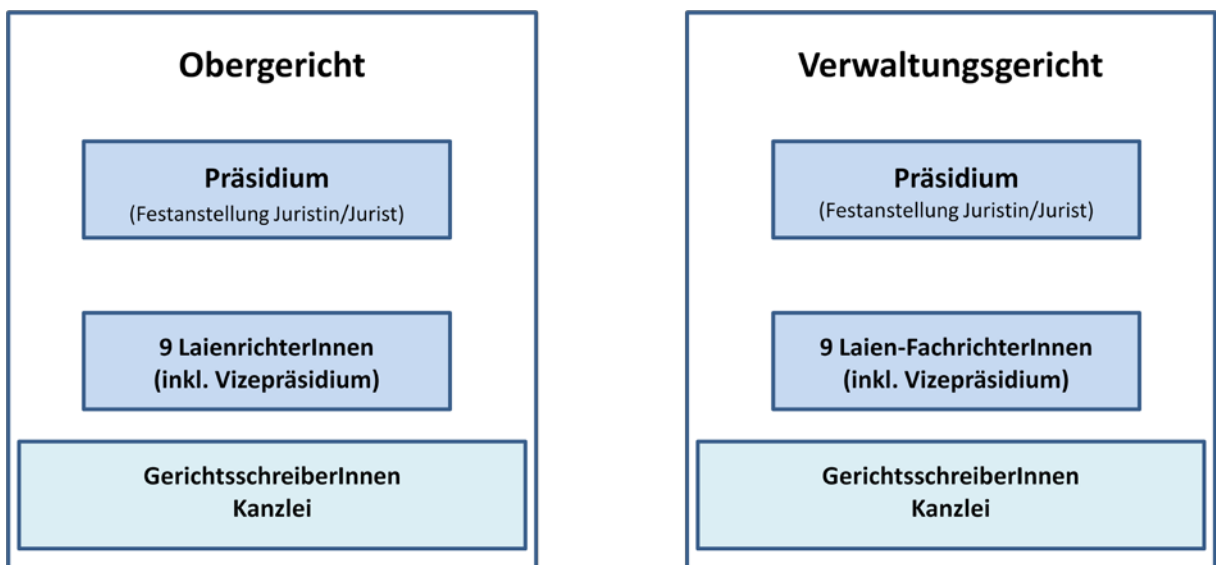 Obergericht
Präsidium
(Festanstellung Juristin/Jurist)
9 LaienrichterInnen
(inkl. Vizepräsidium)
GerichtsschreiberInnen
Kanzlei
Verwaltungsgericht
Präsidium
(Festanstellung Juristin/Jurist)
9 Laien-FachrichterInnen
(inkl. Vizepräsidium)
GerichtsschreiberInnen
Kanzlei